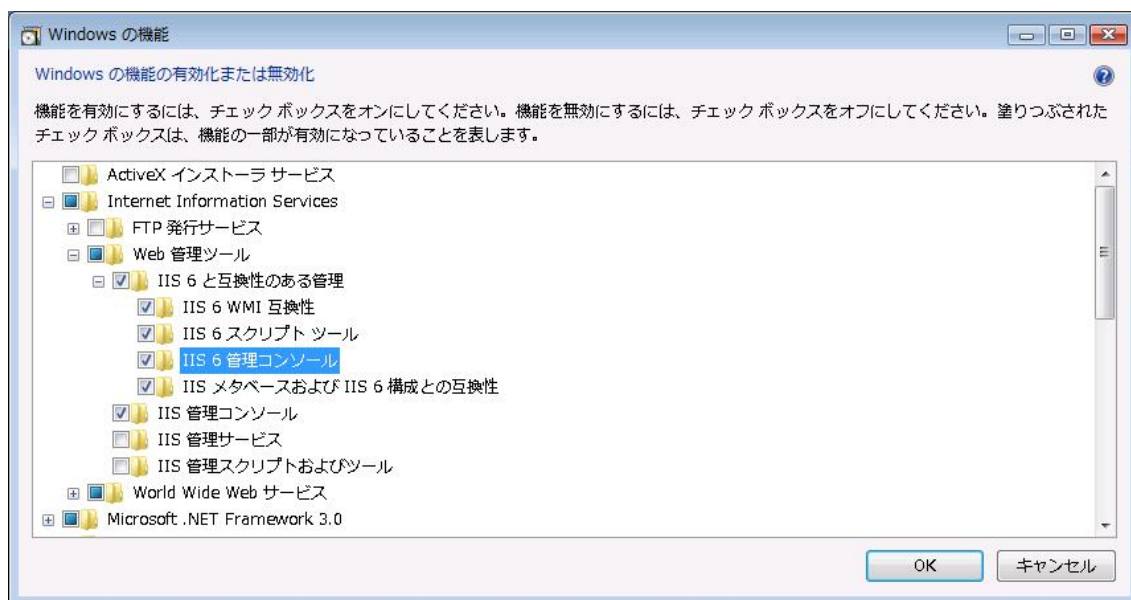 Windows の機能
Windows の機能の有効化または無効化
機能を有効にするには、チェック ボックスをオンにしてください。機能を無効にするには、チェック ボックスをオフにしてください。塗りつぶされた
チェック ボックスは、機能の一部が有効になっていることを表します。
ActiveX インストーラ サービス
Internet Information Services
FTP 発行サービス
Web 管理ツール
IIS 6 と互換性のある管理
IIS 6 WMI 互換性
IIS 6 スクリプト ツール
IIS 6 管理コンソール
IIS メタベースおよび IIS 6 構成との互換性
IIS 管理コンソール
IIS 管理サービス
IIS 管理スクリプトおよびツール
World Wide Web サービス
Microsoft .NET Framework 3.0
OK キャンセル